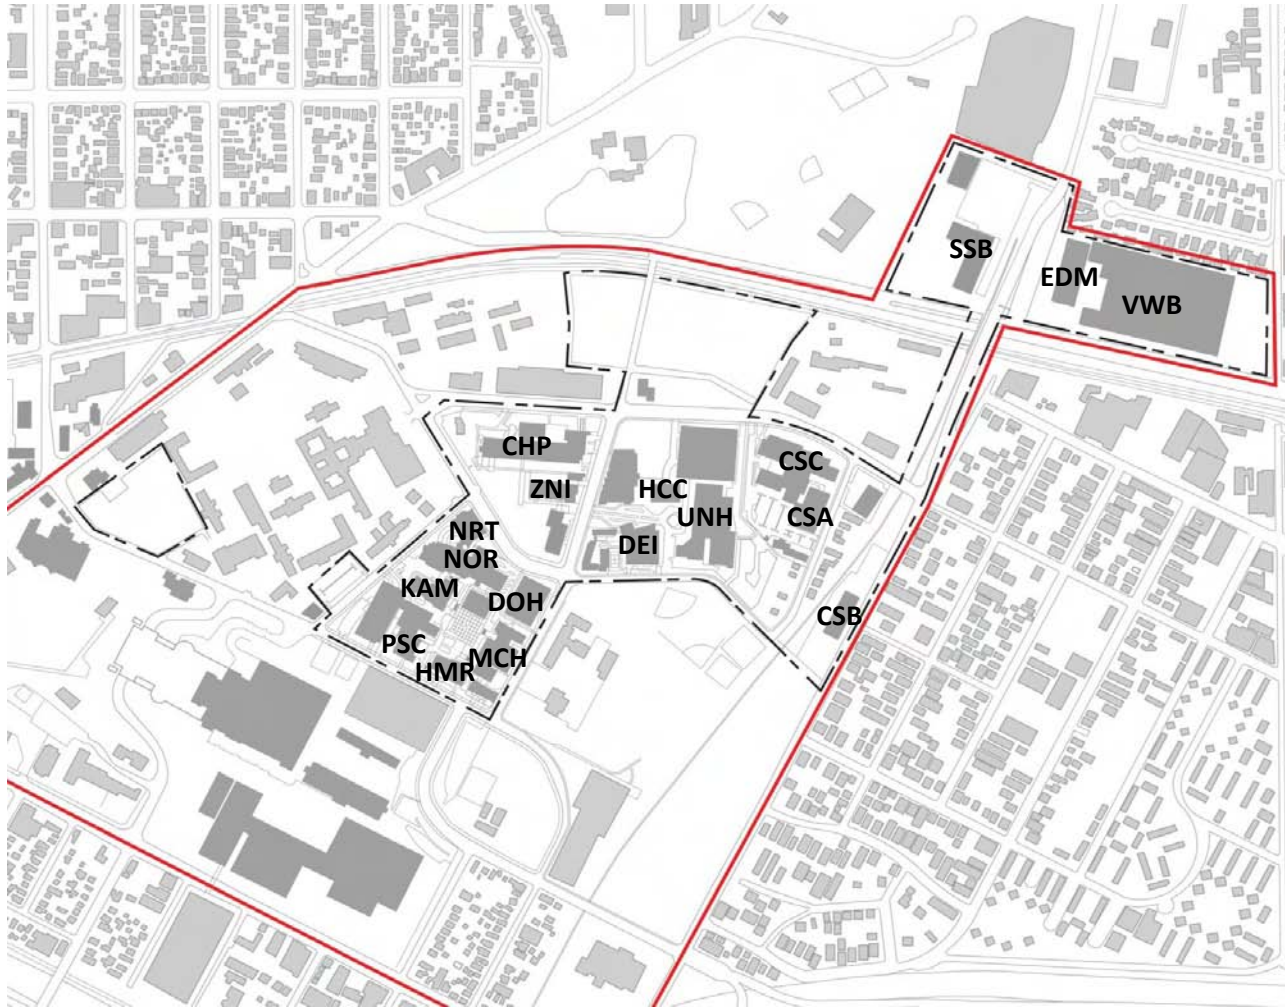 SSB
EDM
VWB
CHP
CSC
ZNI
HCC
UNH
CSA
NRT
DEI
NOR
KAM
DOH
CSB
PSC
MCH
HMR